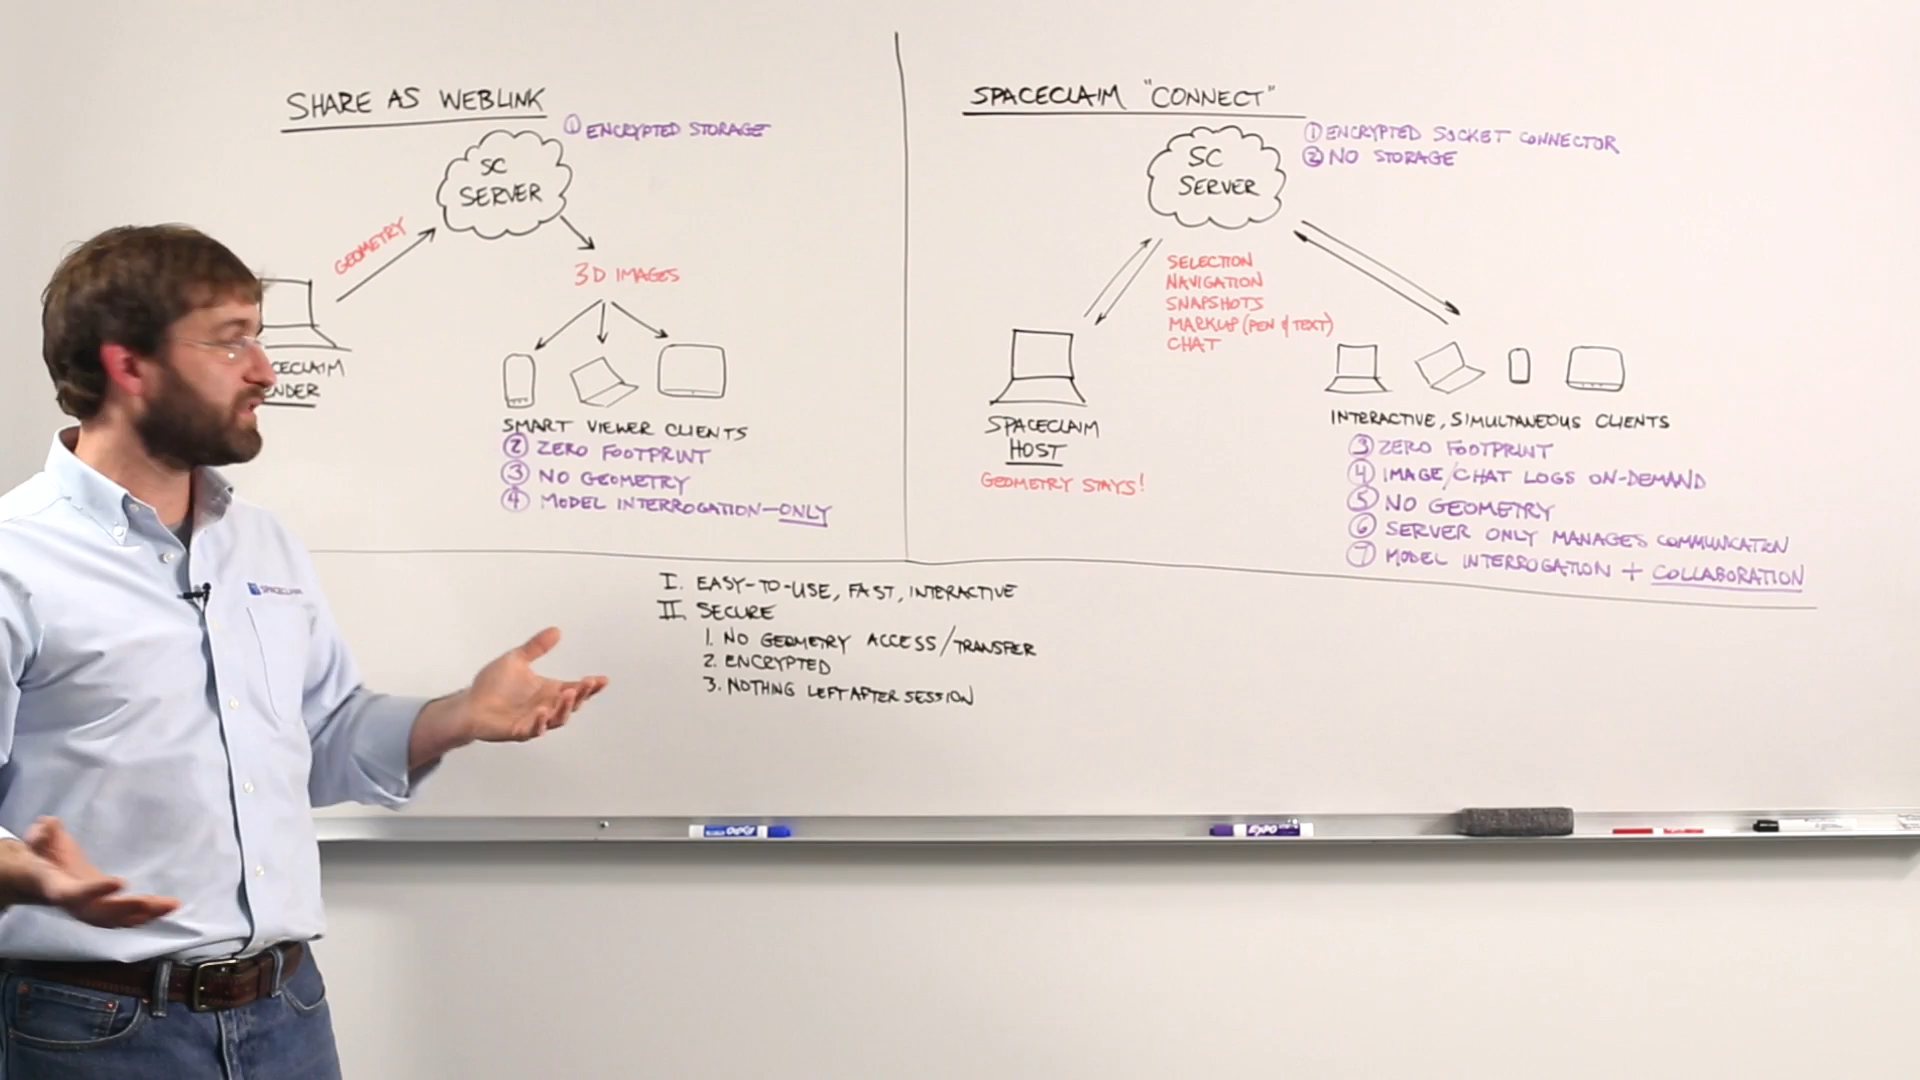 SHARE AS WEBLINK
① ENCRYPTED STORAGE
SC
SERVER
GEOMETRY
3D IMAGES
SMART VIEWER CLIENTS
② ZERO FOOTPRINT
③ NO GEOMETRY
④ MODEL INTERROGATION—ONLY
SPACECLAIM "CONNECT"
① ENCRYPTED SOCKET CONNECTOR
② NO STORAGE
SC
SERVER
SELECTION
NAVIGATION
SNAPSHOTS
MARKUP (PEN & TEXT)
CHAT
SPACECLAIM
HOST
GEOMETRY STAYS!
INTERACTIVE, SIMULTANEOUS CLIENTS
③ ZERO FOOTPRINT
④ IMAGE/CHAT LOGS ON-DEMAND
⑤ NO GEOMETRY
⑥ SERVER ONLY MANAGES COMMUNICATION
⑦ MODEL INTERROGATION + COLLABORATION
I. EASY-TO-USE, FAST, INTERACTIVE
II. SECURE
1. NO GEOMETRY ACCESS/TRANSFER
2. ENCRYPTED
3. NOTHING LEFT AFTER SESSION
SPACECLAIM
EXPO
EXPO